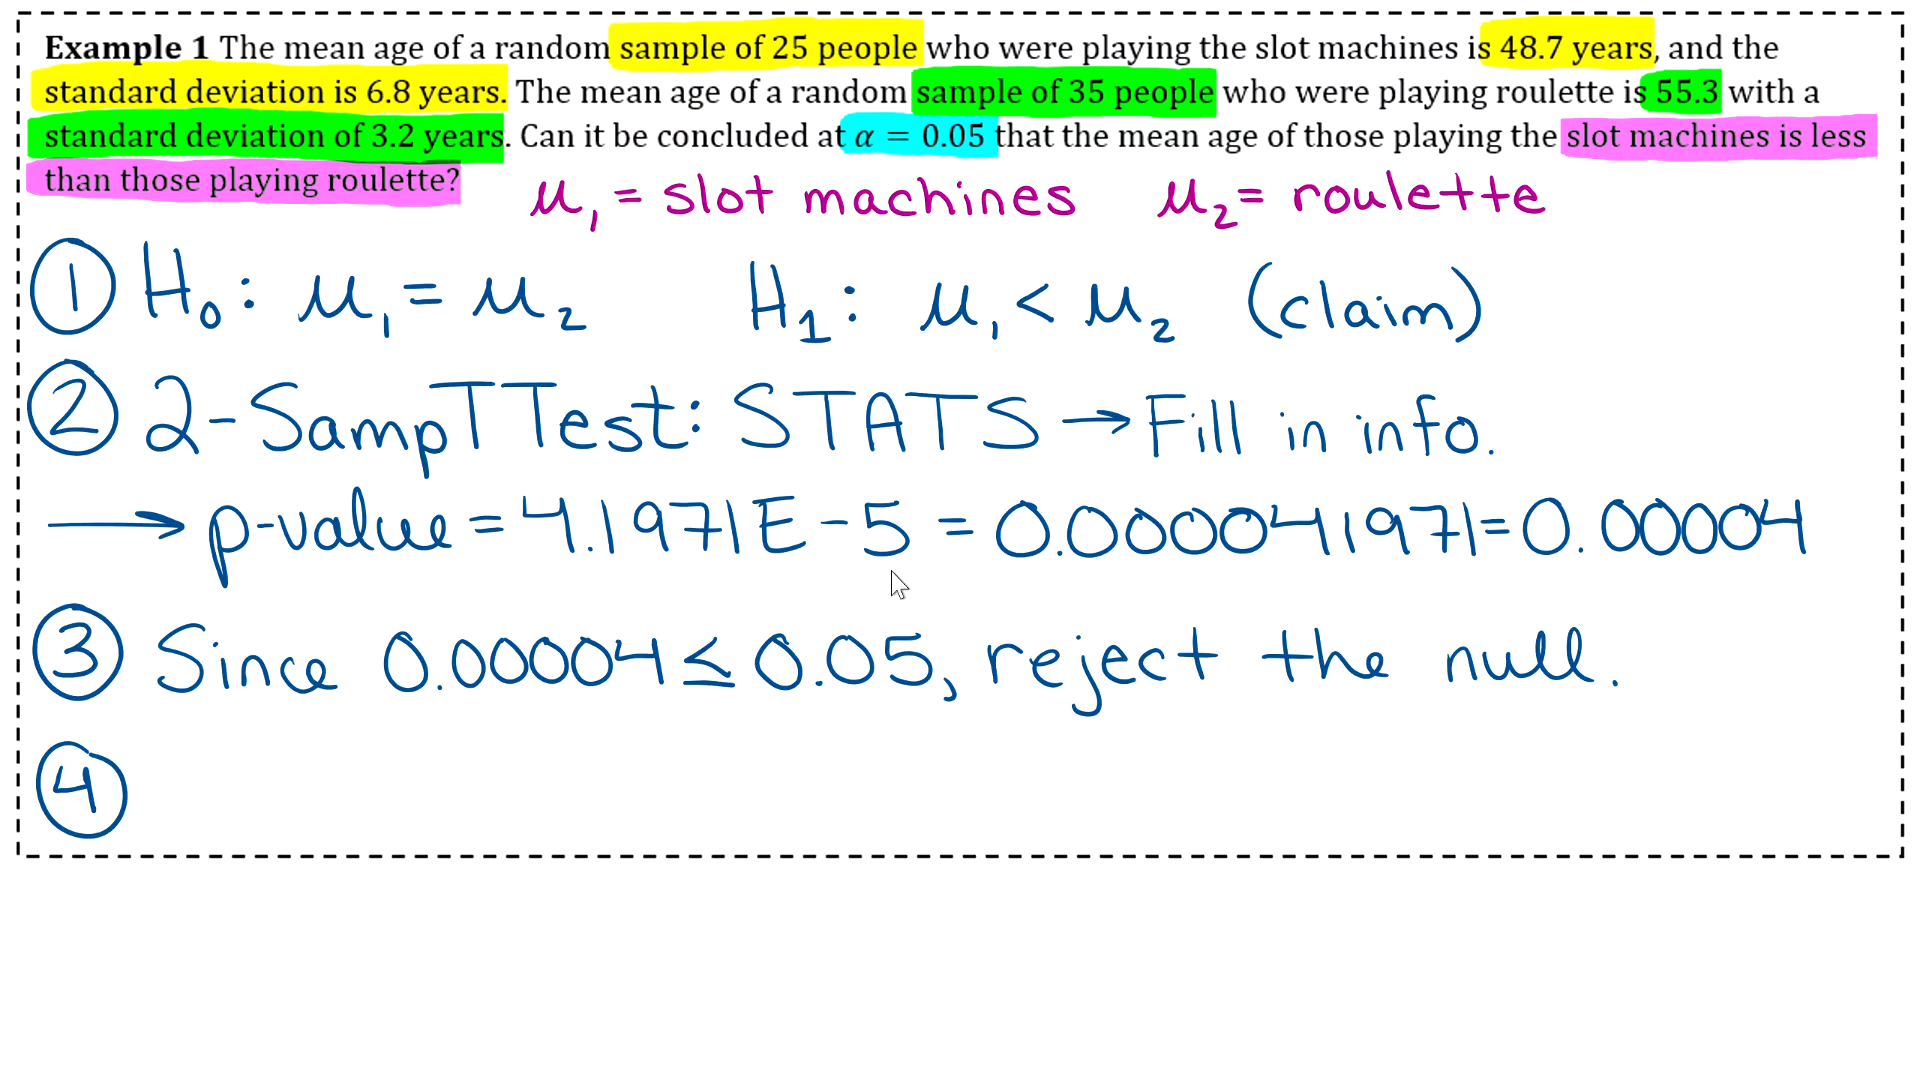 Example 1 The mean age of a random sample of 25 people who were playing the slot machines is 48.7 years, and the
standard deviation is 6.8 years. The mean age of a random sample of 35 people who were playing roulette is 55.3 with a
standard deviation of 3.2 years. Can it be concluded at α = 0.05 that the mean age of those playing the slot machines is less
than those playing roulette?
μ₁ = slot machines μ₂ = roulette
① H₀: μ₁ = μ₂ H₁: μ₁ < μ₂ (claim)
② 2-SampTTest: STATS → Fill in info.
→ p-value = 4.1971E-5 = 0.000041971 = 0.00004
③ Since 0.00004 ≤ 0.05, reject the null.
④